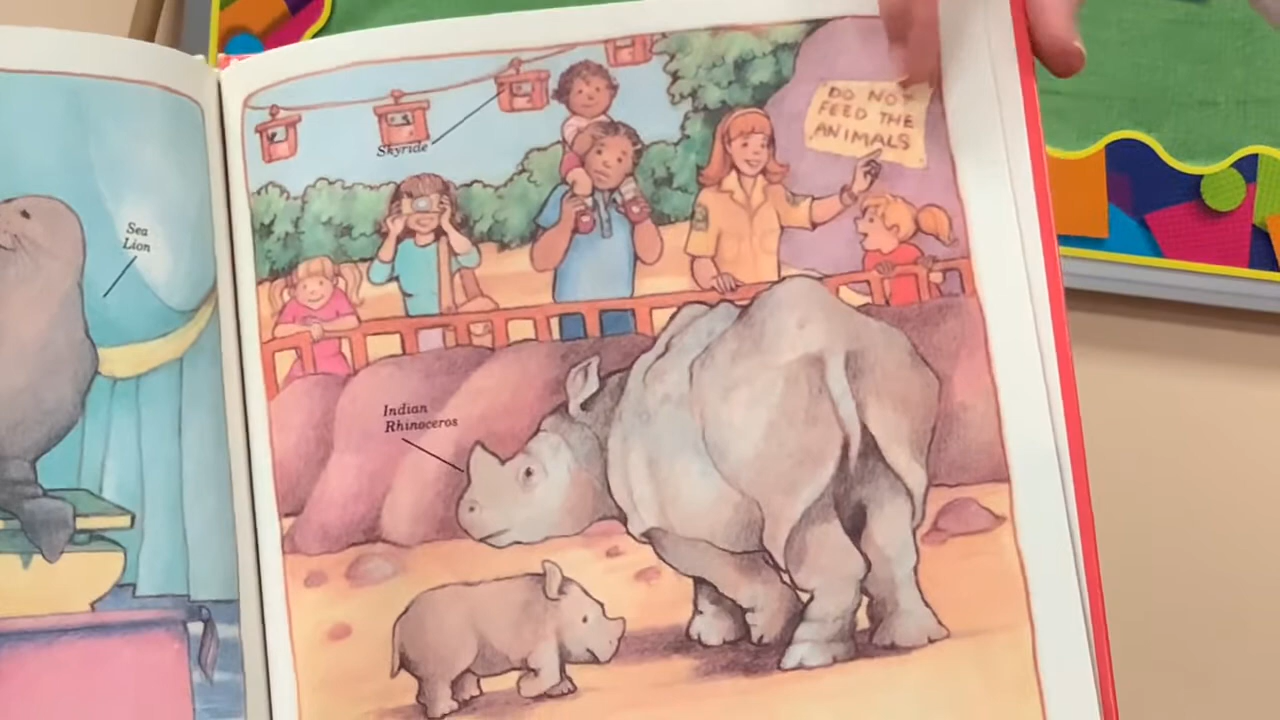 Sea
Lion
Skyride
DO NOT
FEED THE
ANIMALS
Indian
Rhinoceros